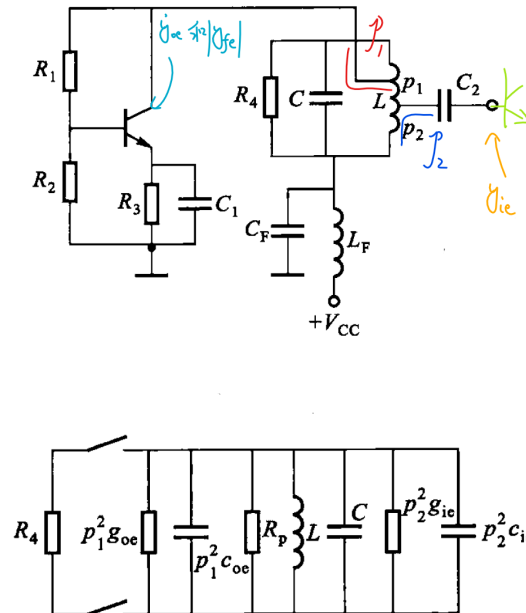 ẏoe 和 |yfe|
p1
R1
R4
C
L
p1
C2
p2
p2
yie
R2
R3
C1
CF
LF
+VCC
R4
p1²goe
p1²coe
Rp
L
C
p2²gie
p2²ci